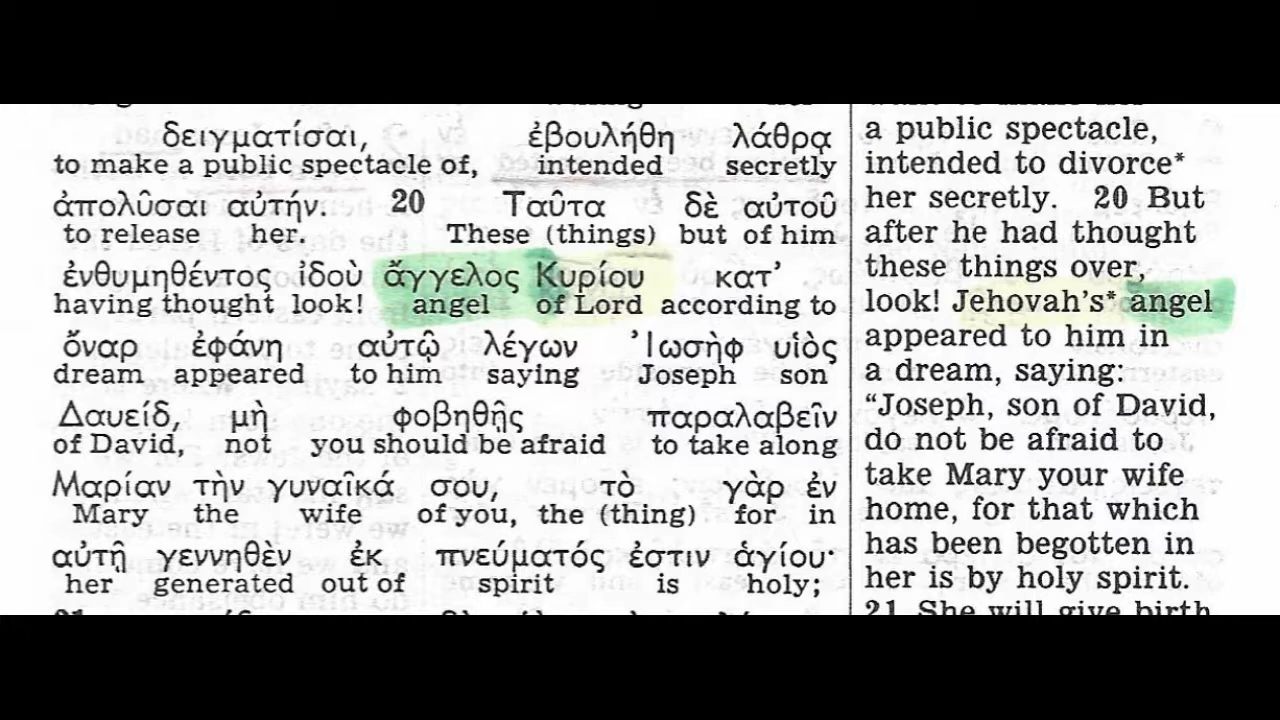 δειγματίσαι, ἐβουλήθη λάθρᾳ
to make a public spectacle of, intended secretly
ἀπολῦσαι αὐτήν. 20 Ταῦτα δὲ αὐτοῦ
to release her. These (things) but of him
ἐνθυμηθέντος ἰδοὺ ἄγγελος Κυρίου κατ’
having thought look! angel of Lord according to
ὄναρ ἐφάνη αὐτῷ λέγων Ἰωσὴφ υἱὸς
dream appeared to him saying Joseph son
Δαυείδ, μὴ φοβηθῇς παραλαβεῖν
of David, not you should be afraid to take along
Μαρίαν τὴν γυναῖκά σου, τὸ γὰρ ἐν
Mary the wife of you, the (thing) for in
αὐτῇ γεννηθὲν ἐκ πνεύματός ἐστιν ἁγίου·
her generated out of spirit is holy;
a public spectacle,
intended to divorce*
her secretly. 20 But
after he had thought
these things over,
look! Jehovah’s* angel
appeared to him in
a dream, saying:
“Joseph, son of David,
do not be afraid to
take Mary your wife
home, for that which
has been begotten in
her is by holy spirit.
21 She will give birth